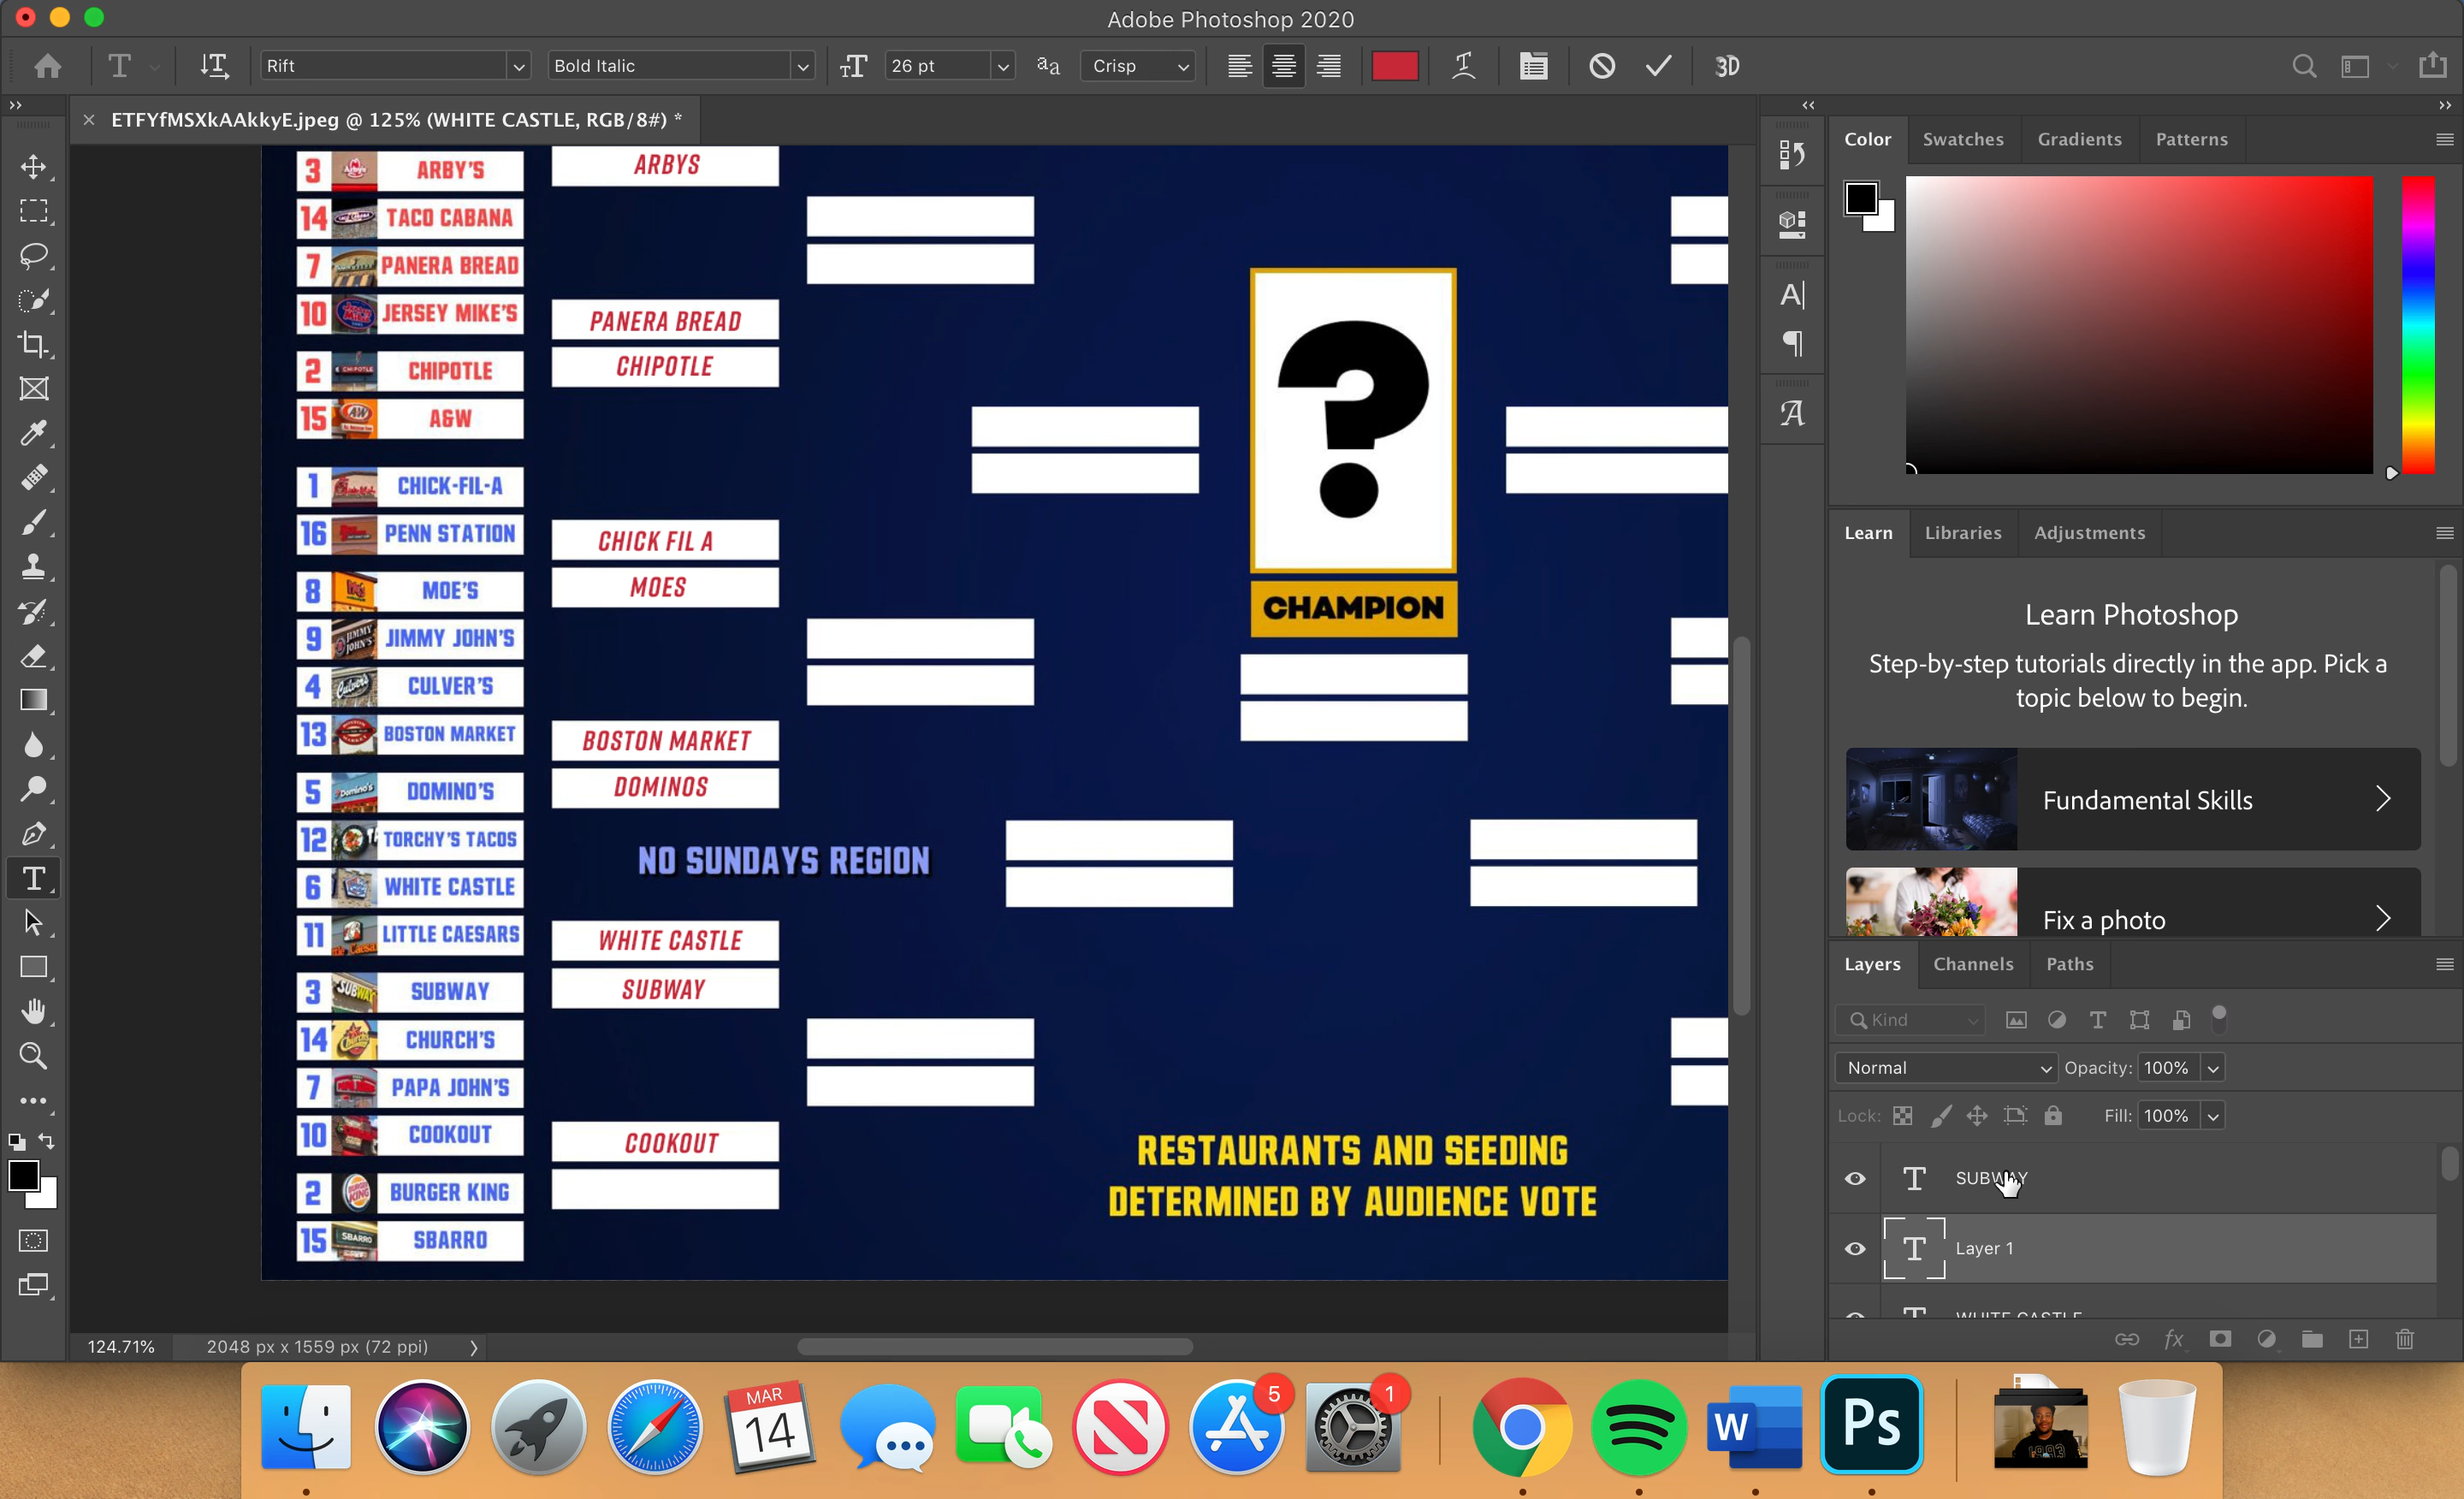 Adobe Photoshop 2020
Rift
Bold Italic
26 pt
Crisp
3D
ETFYfMSXkAAkkyE.jpeg @ 125% (WHITE CASTLE, RGB/8#) *
3 ARBY'S
14 TACO CABANA
7 PANERA BREAD
10 JERSEY MIKE'S
2 CHIPOTLE
15 A&W
1 CHICK-FIL-A
16 PENN STATION
8 MOE'S
9 JIMMY JOHN'S
4 CULVER'S
13 BOSTON MARKET
5 DOMINO'S
12 TORCHY'S TACOS
6 WHITE CASTLE
11 LITTLE CAESARS
3 SUBWAY
14 CHURCH'S
7 PAPA JOHN'S
10 COOKOUT
2 BURGER KING
15 SBARRO
ARBYS
PANERA BREAD
CHIPOTLE
CHICK FIL A
MOES
BOSTON MARKET
DOMINOS
NO SUNDAYS REGION
WHITE CASTLE
SUBWAY
COOKOUT
?
CHAMPION
RESTAURANTS AND SEEDING
DETERMINED BY AUDIENCE VOTE
124.71%
2048 px x 1559 px (72 ppi)
Color
Swatches
Gradients
Patterns
Learn
Libraries
Adjustments
Learn Photoshop
Step-by-step tutorials directly in the app. Pick a
topic below to begin.
Fundamental Skills
Fix a photo
Layers
Channels
Paths
Kind
Normal
Opacity: 100%
Lock:
Fill: 100%
SUBWAY
Layer 1
WHITE CASTLE
MAR
14
5
1
W
Ps